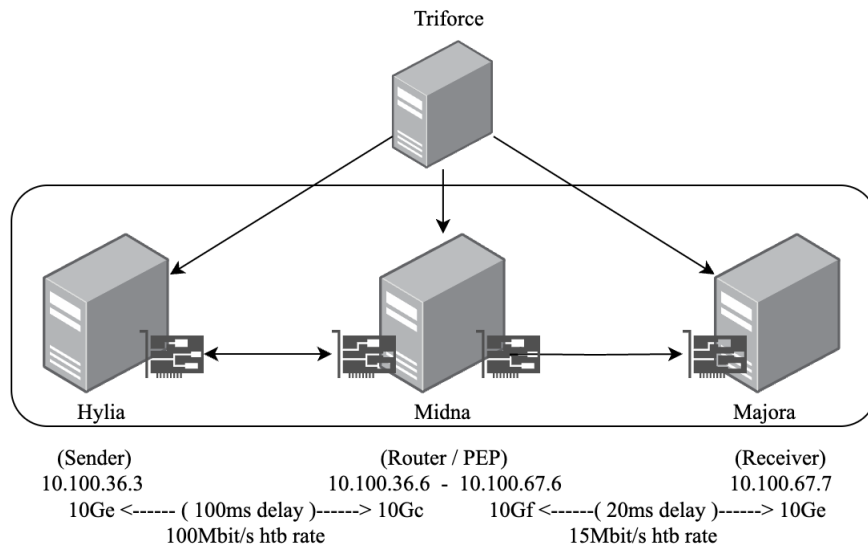 Triforce
Hylia Midna Majora
(Sender) (Router / PEP) (Receiver)
10.100.36.3 10.100.36.6 - 10.100.67.6 10.100.67.7
10Ge <------ ( 100ms delay )------> 10Gc 10Gf <------( 20ms delay )------> 10Ge
100Mbit/s htb rate 15Mbit/s htb rate